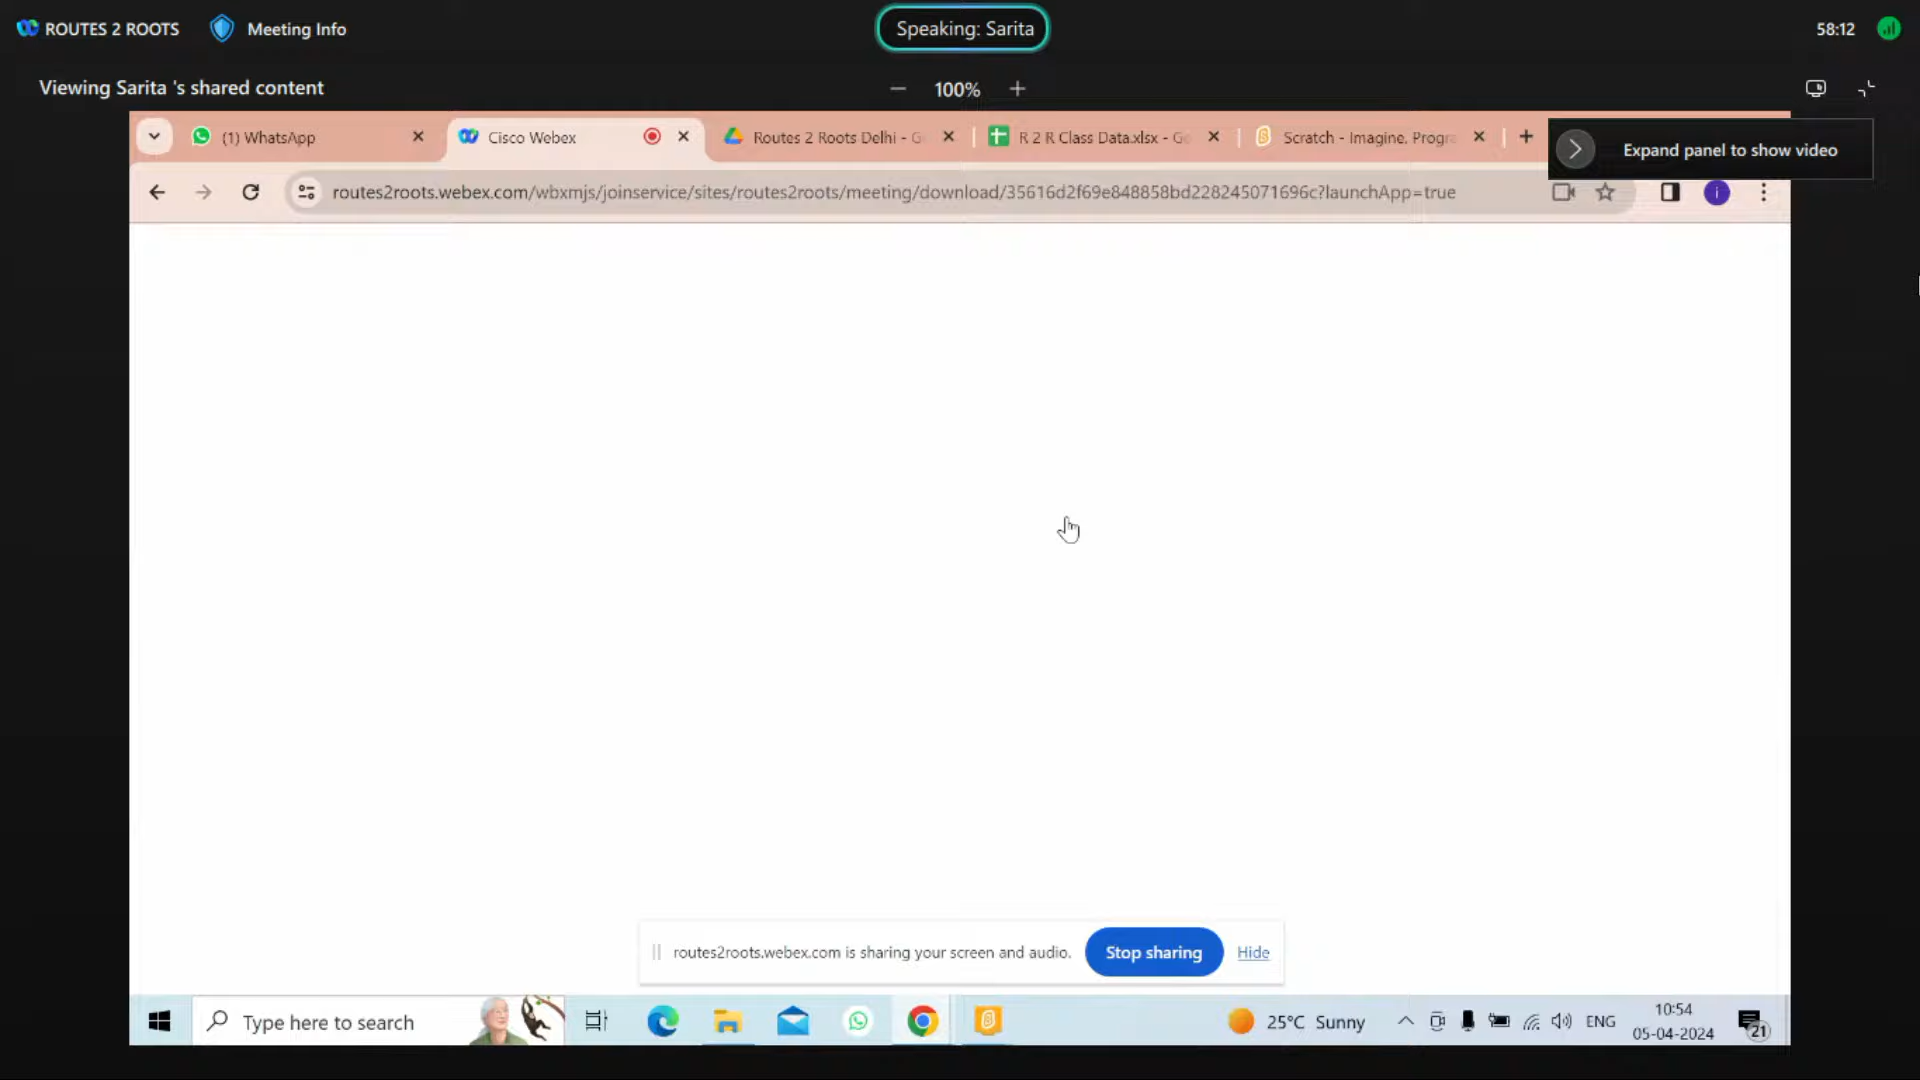 ROUTES 2 ROOTS
Meeting Info
Speaking: Sarita
58:12
Viewing Sarita 's shared content
100%
(1) WhatsApp
Cisco Webex
Routes 2 Roots Delhi - G
R 2 R Class Data.xlsx - Go
Scratch - Imagine, Progra
Expand panel to show video
routes2roots.webex.com/wbxmjs/joinservice/sites/routes2roots/meeting/download/35616d2f69e848858bd228245071696c?launchApp=true
i
routes2roots.webex.com is sharing your screen and audio.
Stop sharing
Hide
Type here to search
25°C Sunny
ENG
10:54
05-04-2024
21